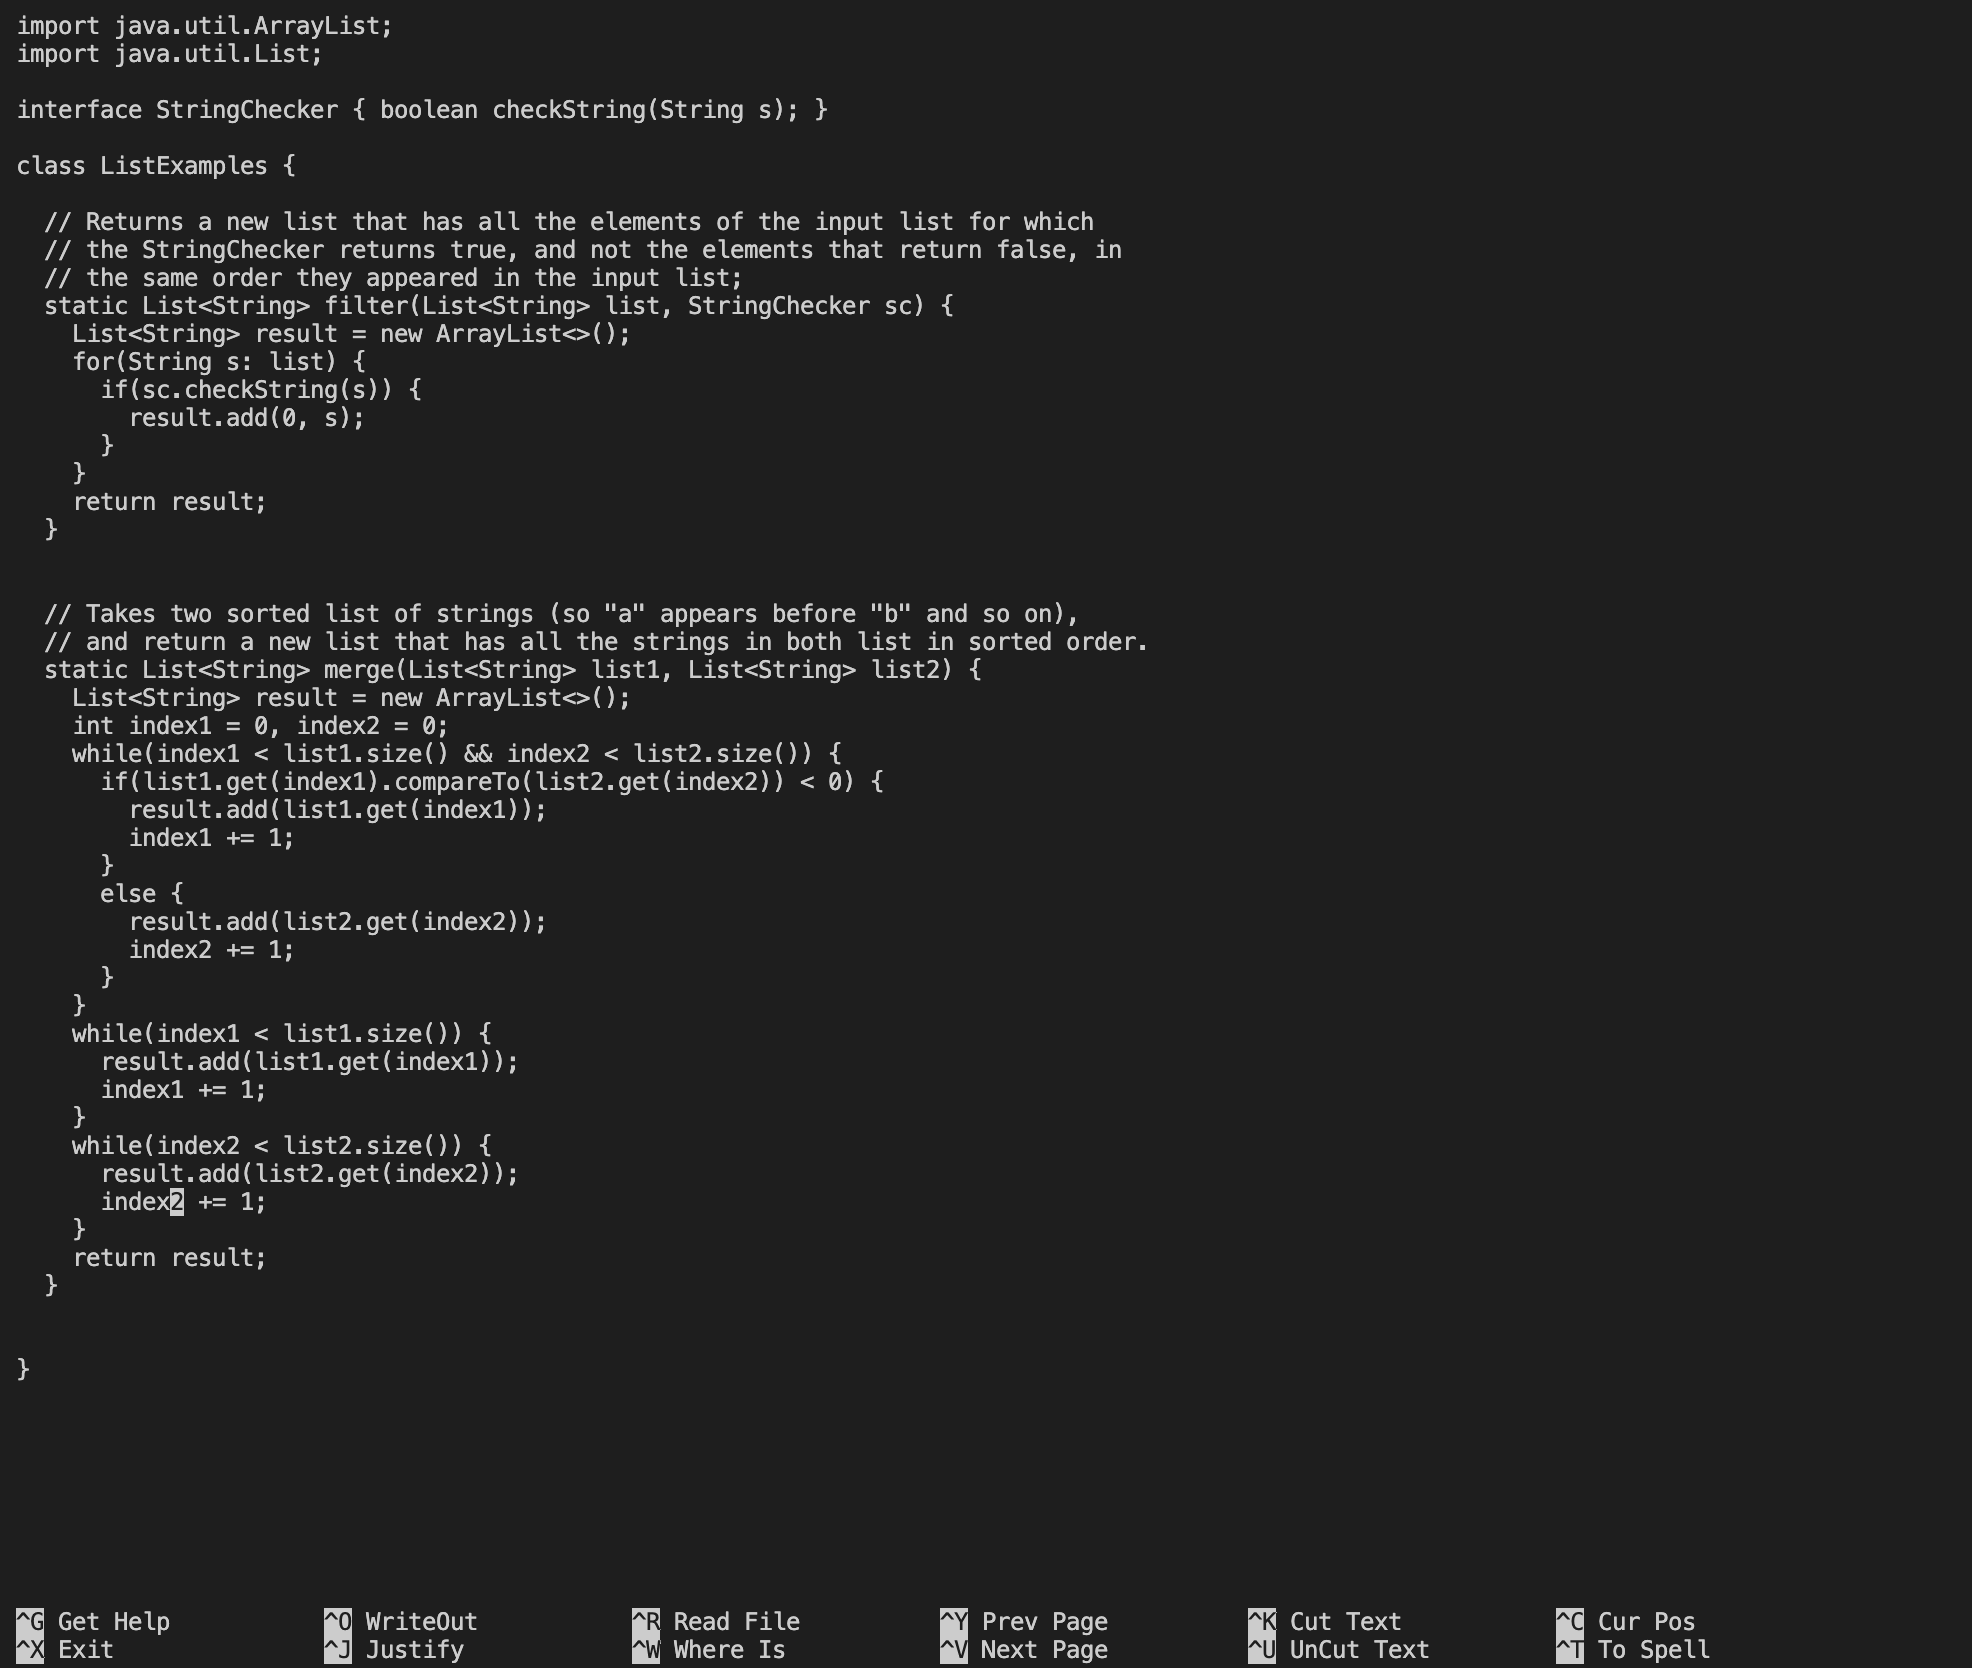 import java.util.ArrayList;
import java.util.List;

interface StringChecker { boolean checkString(String s); }

class ListExamples {

  // Returns a new list that has all the elements of the input list for which
  // the StringChecker returns true, and not the elements that return false, in
  // the same order they appeared in the input list;
  static List<String> filter(List<String> list, StringChecker sc) {
    List<String> result = new ArrayList<>();
    for(String s: list) {
      if(sc.checkString(s)) {
        result.add(0, s);
      }
    }
    return result;
  }


  // Takes two sorted list of strings (so "a" appears before "b" and so on),
  // and return a new list that has all the strings in both list in sorted order.
  static List<String> merge(List<String> list1, List<String> list2) {
    List<String> result = new ArrayList<>();
    int index1 = 0, index2 = 0;
    while(index1 < list1.size() && index2 < list2.size()) {
      if(list1.get(index1).compareTo(list2.get(index2)) < 0) {
        result.add(list1.get(index1));
        index1 += 1;
      }
      else {
        result.add(list2.get(index2));
        index2 += 1;
      }
    }
    while(index1 < list1.size()) {
      result.add(list1.get(index1));
      index1 += 1;
    }
    while(index2 < list2.size()) {
      result.add(list2.get(index2));
      index2 += 1;
    }
    return result;
  }


}

^G Get Help ^O WriteOut ^R Read File ^Y Prev Page ^K Cut Text ^C Cur Pos
^X Exit ^J Justify ^W Where Is ^V Next Page ^U UnCut Text ^T To Spell